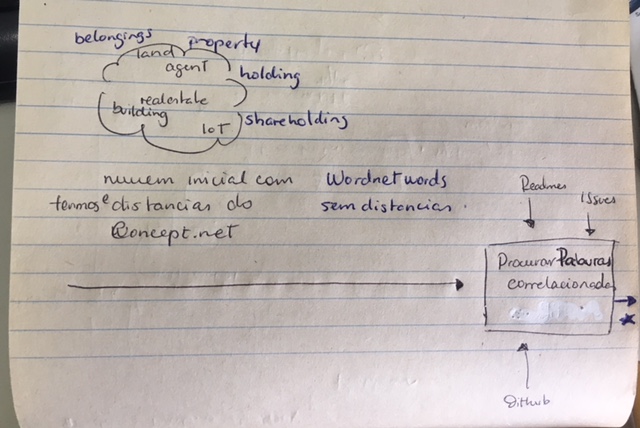 belongings
property
land
agent
holding
realestate
building
IoT
shareholding
nuvem inicial com
termos e distancias do
Concept.net
Wordnet words
sem distancias.
Readmes
Issues
Procurar Palavras
correlacionadas
Github